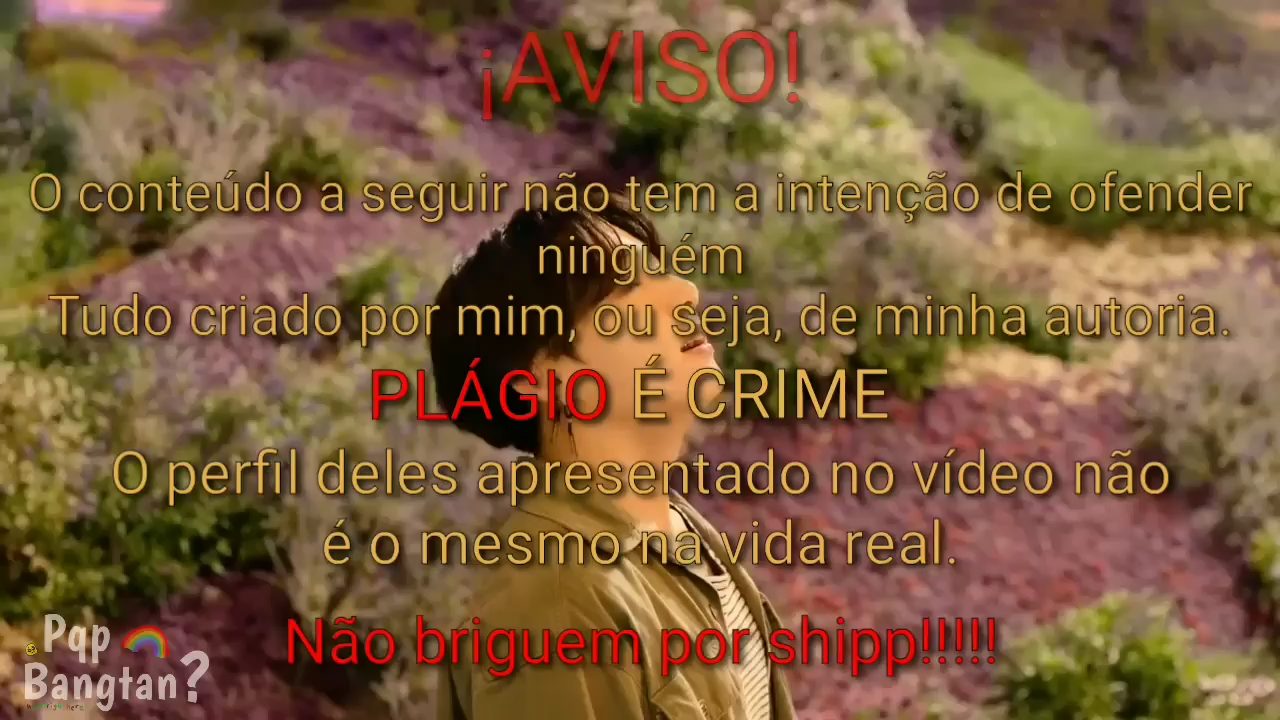 ¡AVISO!
O conteúdo a seguir não tem a intenção de ofender
ninguém
Tudo criado por mim, ou seja, de minha autoria.
PLÁGIO É CRIME
O perfil deles apresentado no vídeo não
é o mesmo na vida real.
Não briguem por shipp!!!!!
Pqp
Bangtan?